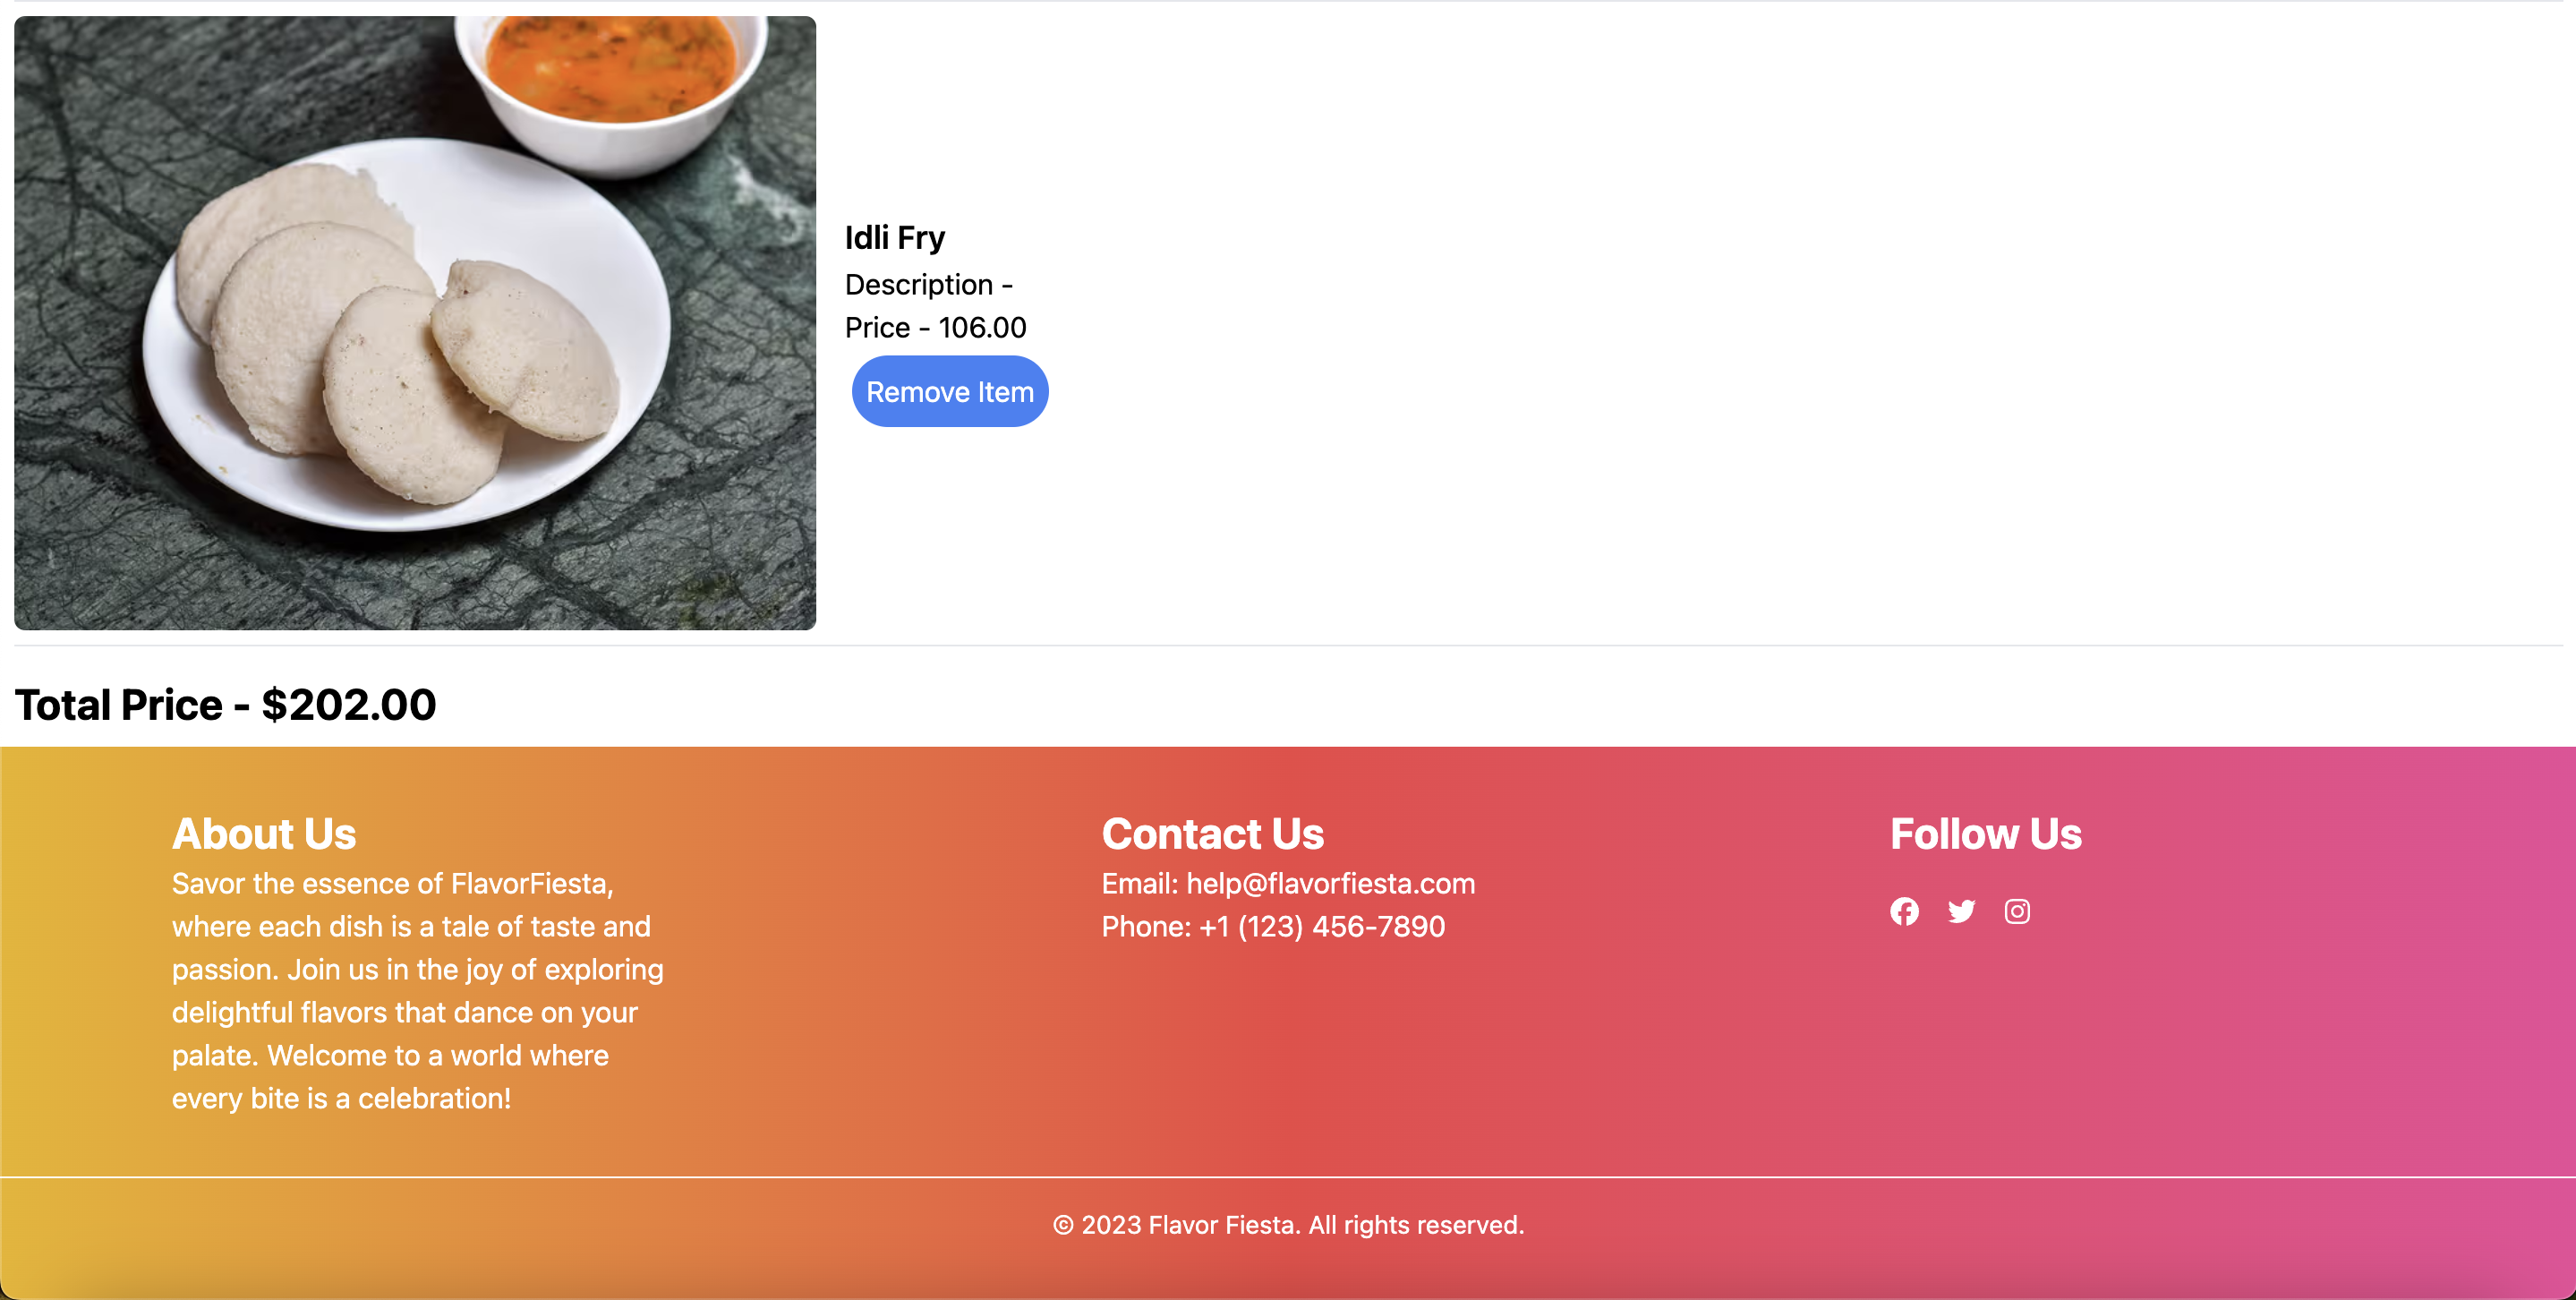 Idli Fry
Description -
Price - 106.00
Remove Item
Total Price - $202.00
About Us
Savor the essence of FlavorFiesta,
where each dish is a tale of taste and
passion. Join us in the joy of exploring
delightful flavors that dance on your
palate. Welcome to a world where
every bite is a celebration!
Contact Us
Email: help@flavorfiesta.com
Phone: +1 (123) 456-7890
Follow Us
© 2023 Flavor Fiesta. All rights reserved.